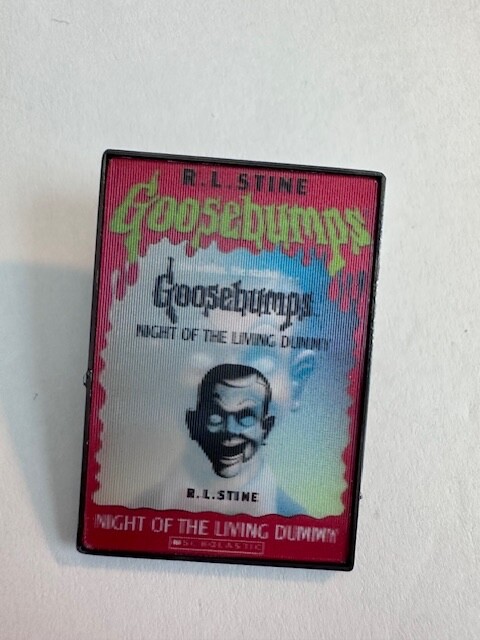 R.L.STINE
Goosebumps
Goosebumps
NIGHT OF THE LIVING DUMMY
R.L.STINE
NIGHT OF THE LIVING DUMMY
SCHOLASTIC